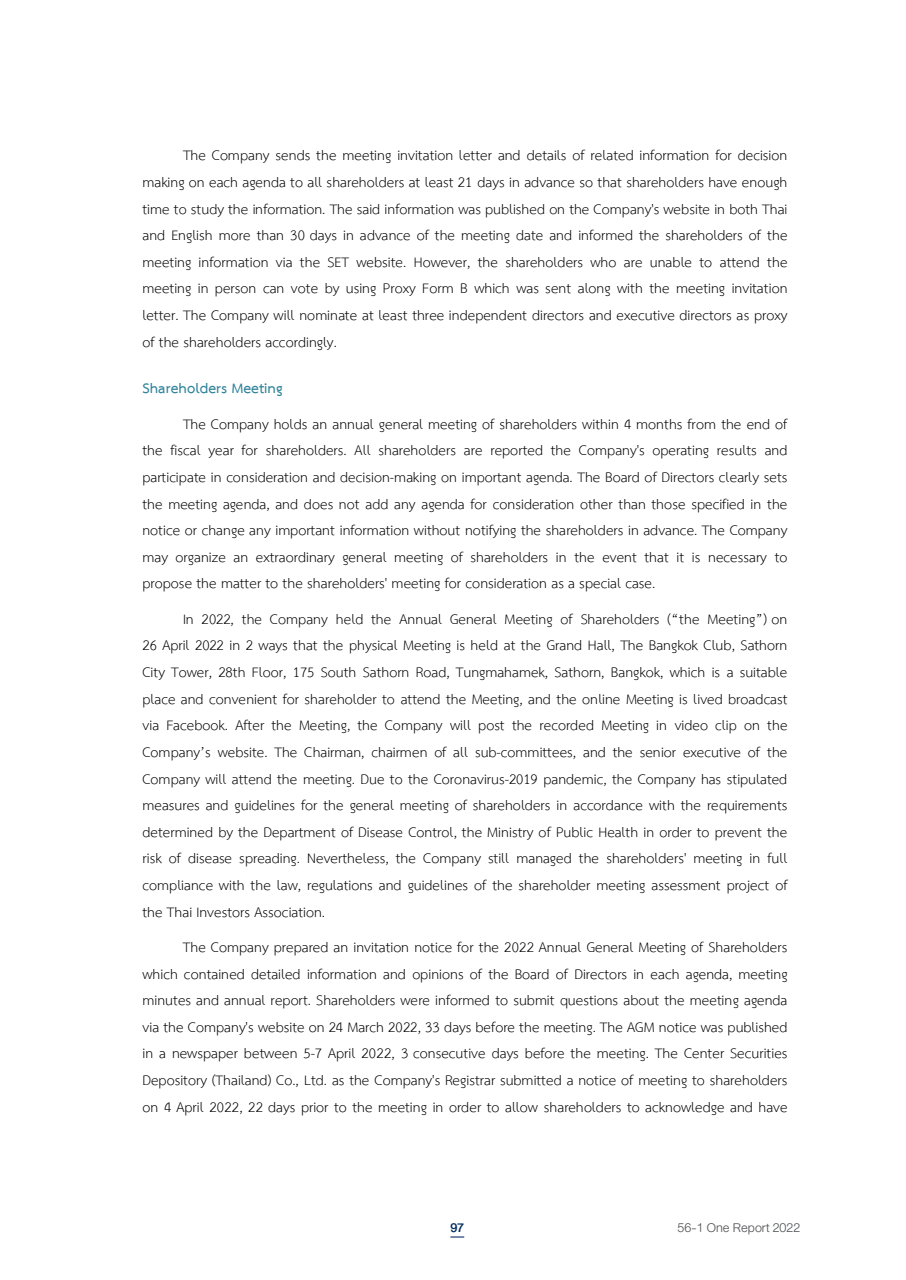 The Company sends the meeting invitation letter and details of related information for decision
making on each agenda to all shareholders at least 21 days in advance so that shareholders have enough
time to study the information. The said information was published on the Company's website in both Thai
and English more than 30 days in advance of the meeting date and informed the shareholders of the
meeting information via the SET website. However, the shareholders who are unable to attend the
meeting in person can vote by using Proxy Form B which was sent along with the meeting invitation
letter. The Company will nominate at least three independent directors and executive directors as proxy
of the shareholders accordingly.
Shareholders Meeting
The Company holds an annual general meeting of shareholders within 4 months from the end of
the fiscal year for shareholders. All shareholders are reported the Company's operating results and
participate in consideration and decision-making on important agenda. The Board of Directors clearly sets
the meeting agenda, and does not add any agenda for consideration other than those specified in the
notice or change any important information without notifying the shareholders in advance. The Company
may organize an extraordinary general meeting of shareholders in the event that it is necessary to
propose the matter to the shareholders' meeting for consideration as a special case.
In 2022, the Company held the Annual General Meeting of Shareholders (“the Meeting”) on
26 April 2022 in 2 ways that the physical Meeting is held at the Grand Hall, The Bangkok Club, Sathorn
City Tower, 28th Floor, 175 South Sathorn Road, Tungmahamek, Sathorn, Bangkok, which is a suitable
place and convenient for shareholder to attend the Meeting, and the online Meeting is lived broadcast
via Facebook. After the Meeting, the Company will post the recorded Meeting in video clip on the
Company’s website. The Chairman, chairmen of all sub-committees, and the senior executive of the
Company will attend the meeting. Due to the Coronavirus-2019 pandemic, the Company has stipulated
measures and guidelines for the general meeting of shareholders in accordance with the requirements
determined by the Department of Disease Control, the Ministry of Public Health in order to prevent the
risk of disease spreading. Nevertheless, the Company still managed the shareholders' meeting in full
compliance with the law, regulations and guidelines of the shareholder meeting assessment project of
the Thai Investors Association.
The Company prepared an invitation notice for the 2022 Annual General Meeting of Shareholders
which contained detailed information and opinions of the Board of Directors in each agenda, meeting
minutes and annual report. Shareholders were informed to submit questions about the meeting agenda
via the Company's website on 24 March 2022, 33 days before the meeting. The AGM notice was published
in a newspaper between 5-7 April 2022, 3 consecutive days before the meeting. The Center Securities
Depository (Thailand) Co., Ltd. as the Company's Registrar submitted a notice of meeting to shareholders
on 4 April 2022, 22 days prior to the meeting in order to allow shareholders to acknowledge and have
97
56-1 One Report 2022